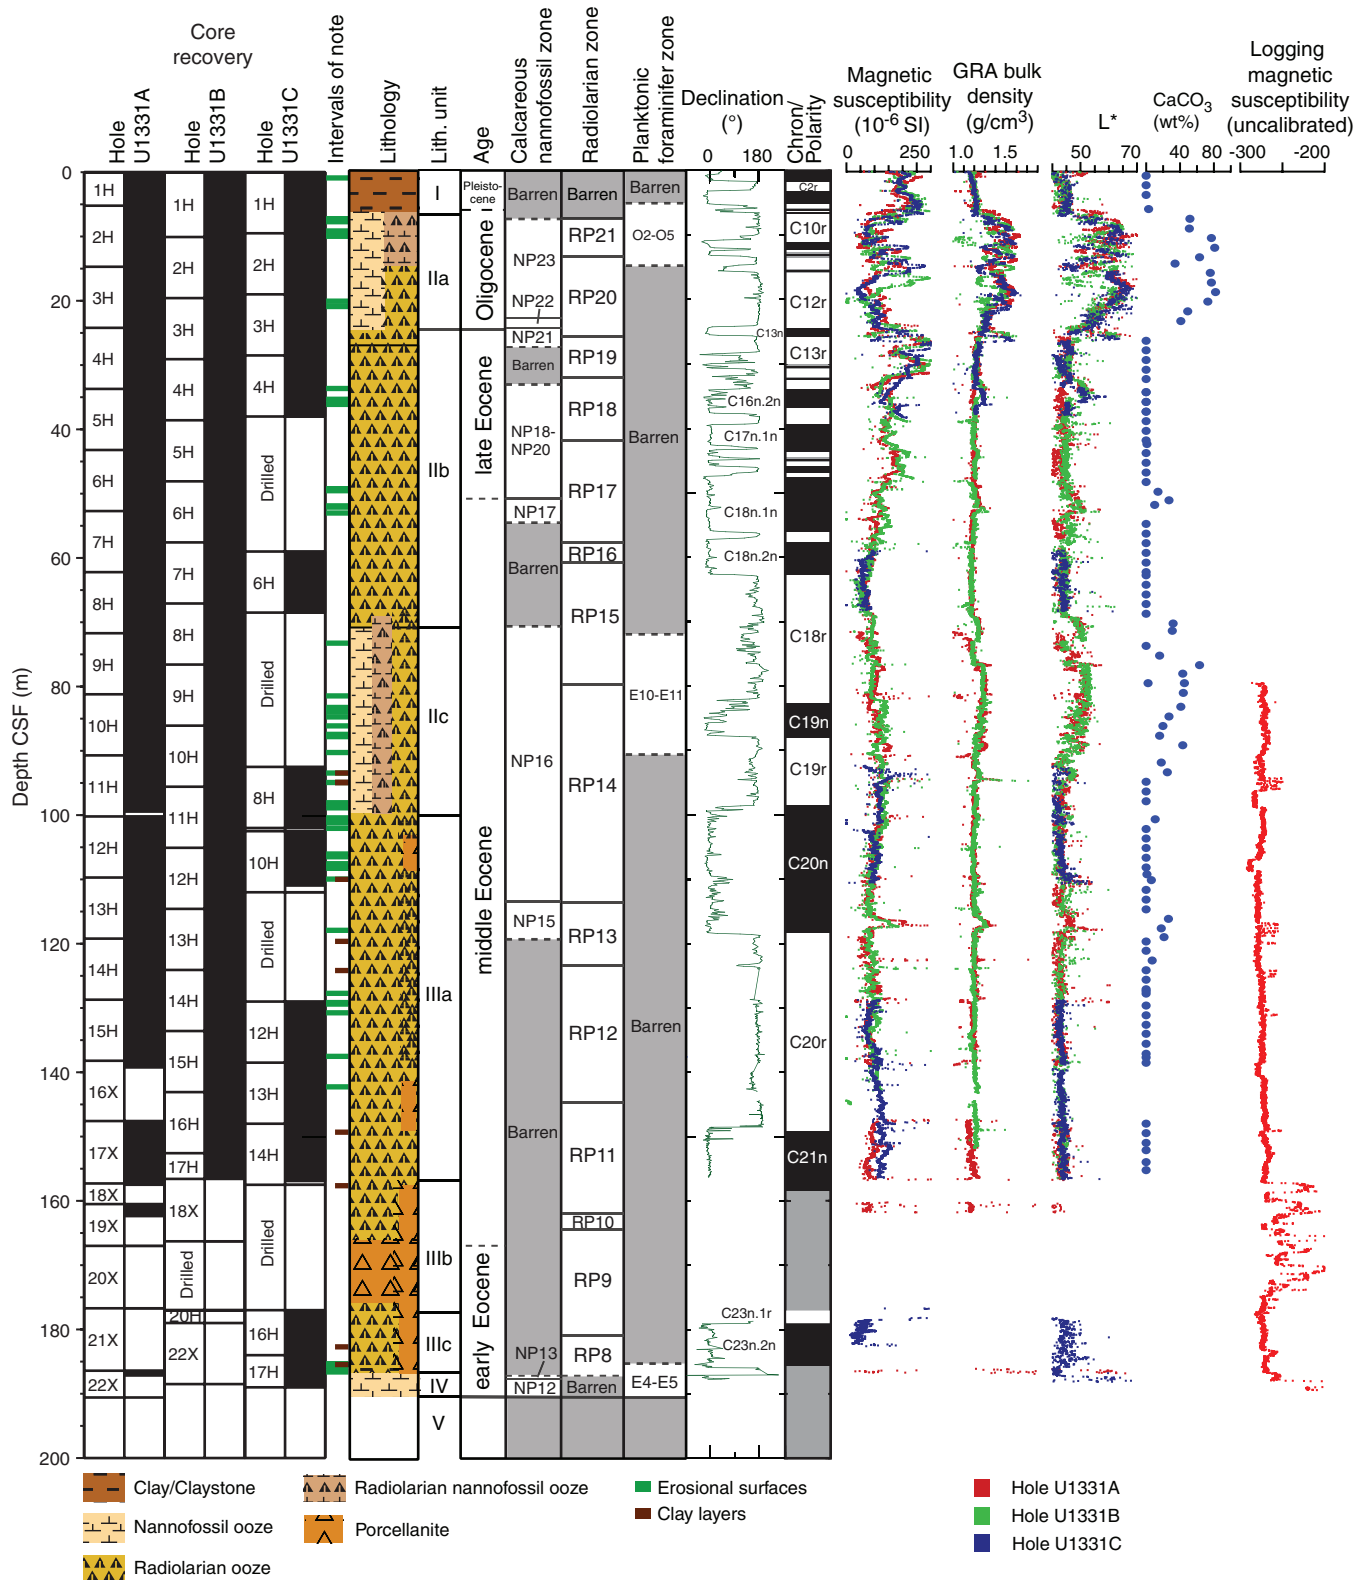 Core
recovery
Hole
U1331A
Hole
U1331B
Hole
U1331C
Intervals of note
Lithology
Lith. unit
Age
Calcareous
nannofossil zone
Radiolarian zone
Planktonic
foraminifer zone
Declination
(°)
Chron/
Polarity
Magnetic
susceptibility
(10-6 SI)
GRA bulk
density
(g/cm3)
L*
CaCO3
(wt%)
Logging
magnetic
susceptibility
(uncalibrated)
0 180
0 250
1.0 1.5
50 70
0 40 80
-300 -200
Depth CSF (m)
0
20
40
60
80
100
120
140
160
180
200
1H
2H
3H
4H
5H
6H
7H
8H
9H
10H
11H
12H
13H
14H
15H
16X
17X
18X
19X
20X
21X
22X
1H
2H
3H
4H
5H
6H
7H
8H
9H
10H
11H
12H
13H
14H
15H
16H
17H
18X
Drilled
20H
22X
1H
2H
3H
4H
Drilled
6H
Drilled
8H
10H
Drilled
12H
13H
14H
Drilled
16H
17H
I
IIa
IIb
IIc
IIIa
IIIb
IIIc
IV
V
Pleisto-
cene
Oligocene
late Eocene
middle Eocene
early Eocene
Barren
NP23
NP22
NP21
Barren
NP18-
NP20
NP17
Barren
NP16
NP15
Barren
NP13
NP12
Barren
RP21
RP20
RP19
RP18
RP17
RP16
RP15
RP14
RP13
RP12
RP11
RP10
RP9
RP8
Barren
Barren
O2-O5
Barren
E10-E11
Barren
E4-E5
C2r
C10r
C12r
C13n
C13r
C16n.2n
C17n.1n
C18n.1n
C18n.2n
C18r
C19n
C19r
C20n
C20r
C21n
C23n.1r
C23n.2n
Clay/Claystone
Nannofossil ooze
Radiolarian ooze
Radiolarian nannofossil ooze
Porcellanite
Erosional surfaces
Clay layers
Hole U1331A
Hole U1331B
Hole U1331C